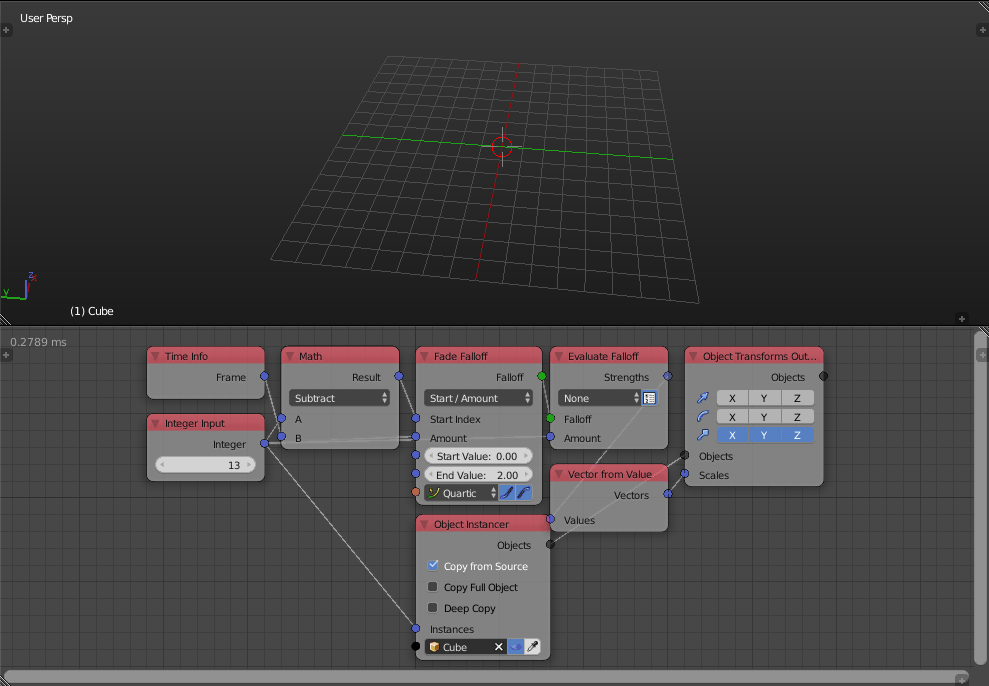 User Persp
(1) Cube
0.2789 ms
Time Info
Frame
Integer Input
Integer
13
Math
Result
Subtract
A
B
Fade Falloff
Falloff
Start / Amount
Start Index
Amount
Start Value: 0.00
End Value: 2.00
Quartic
Evaluate Falloff
Strengths
None
Falloff
Amount
Vector from Value
Vectors
Values
Object Transforms Out...
Objects
X Y Z
X Y Z
X Y Z
Objects
Scales
Object Instancer
Objects
Copy from Source
Copy Full Object
Deep Copy
Instances
Cube
z
x
y